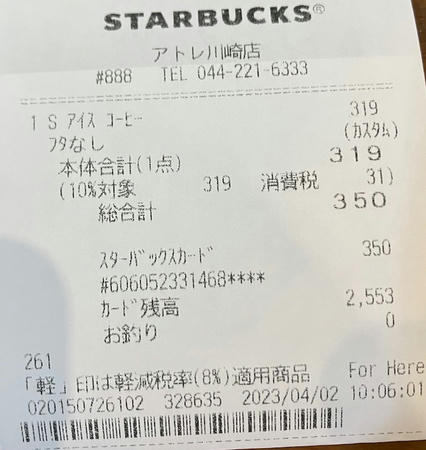 STARBUCKS®
アトレ川崎店
#888 TEL 044-221-6333
1 S アイス コーヒー 319
フタなし (カスタム)
本体合計(1点) 319
(10%対象 319 消費税 31)
総合計 350
スターバックスカード 350
#606052331468****
カード残高 2,553
お釣り 0
261
「軽」印は軽減税率(8%)適用商品 For Here
020150726102 328635 2023/04/02 10:06:01